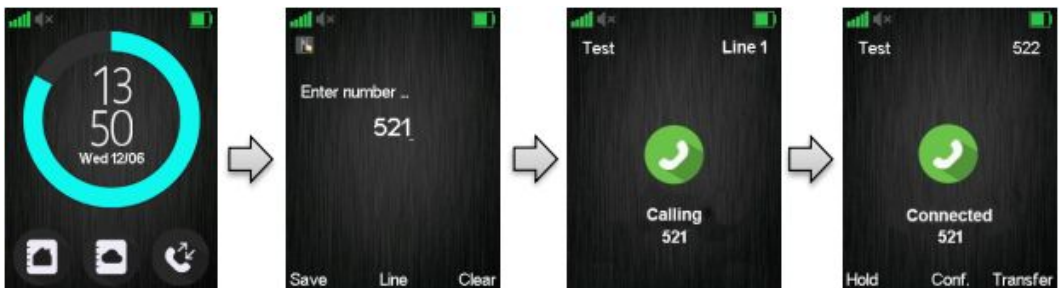 13
50
Wed 12/06
Enter number ..
521_
Save Line Clear
Test Line 1
Calling
521
Test 522
Connected
521
Hold Conf. Transfer